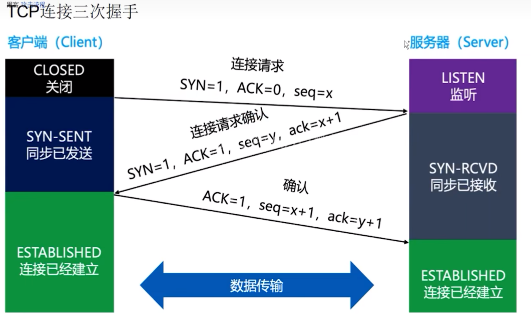 TCP连接三次握手
客户端（Client）
服务器（Server）
CLOSED
关闭
连接请求
SYN=1，ACK=0，seq=x
LISTEN
监听
SYN-SENT
同步已发送
连接请求确认
SYN=1，ACK=1，seq=y，ack=x+1
SYN-RCVD
同步已接收
确认
ACK=1，seq=x+1，ack=y+1
ESTABLISHED
连接已经建立
数据传输
ESTABLISHED
连接已经建立